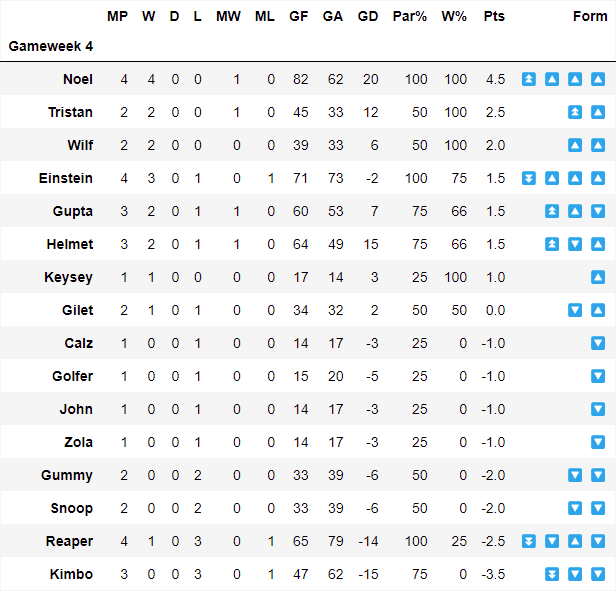 MP W D L MW ML GF GA GD Par% W% Pts Form
Gameweek 4
Noel 4 4 0 0 1 0 82 62 20 100 100 4.5 ⏫ 🔼 🔼 🔼
Tristan 2 2 0 0 1 0 45 33 12 50 100 2.5 ⏫ 🔼
Wilf 2 2 0 0 0 0 39 33 6 50 100 2.0 🔼 🔼
Einstein 4 3 0 1 0 1 71 73 -2 100 75 1.5 ⏬ 🔼 🔼 🔼
Gupta 3 2 0 1 1 0 60 53 7 75 66 1.5 ⏫ 🔼 🔽
Helmet 3 2 0 1 1 0 64 49 15 75 66 1.5 ⏫ 🔽 🔼
Keysey 1 1 0 0 0 0 17 14 3 25 100 1.0 🔼
Gilet 2 1 0 1 0 0 34 32 2 50 50 0.0 🔽 🔼
Calz 1 0 0 1 0 0 14 17 -3 25 0 -1.0 🔽
Golfer 1 0 0 1 0 0 15 20 -5 25 0 -1.0 🔽
John 1 0 0 1 0 0 14 17 -3 25 0 -1.0 🔽
Zola 1 0 0 1 0 0 14 17 -3 25 0 -1.0 🔽
Gummy 2 0 0 2 0 0 33 39 -6 50 0 -2.0 🔽 🔽
Snoop 2 0 0 2 0 0 33 39 -6 50 0 -2.0 🔽 🔽
Reaper 4 1 0 3 0 1 65 79 -14 100 25 -2.5 ⏬ 🔽 🔼 🔽
Kimbo 3 0 0 3 0 1 47 62 -15 75 0 -3.5 ⏬ 🔽 🔽